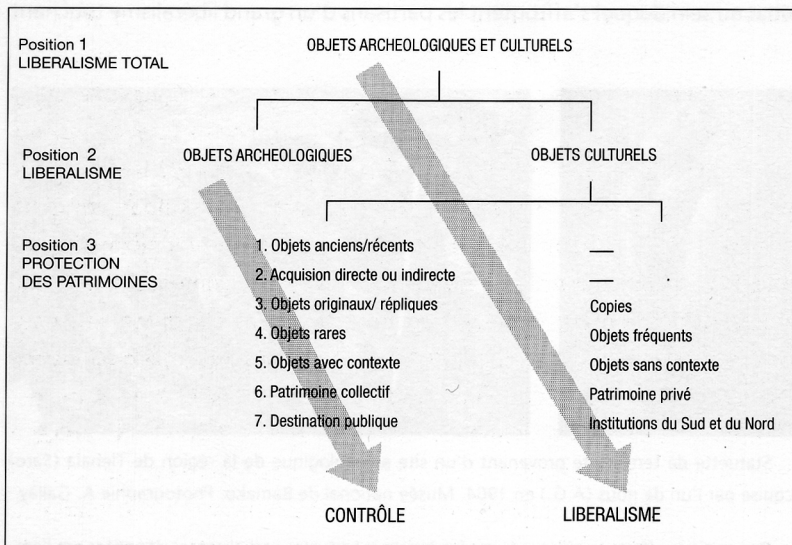 Position 1
LIBERALISME TOTAL
OBJETS ARCHEOLOGIQUES ET CULTURELS
Position 2
LIBERALISME
OBJETS ARCHEOLOGIQUES
OBJETS CULTURELS
Position 3
PROTECTION
DES PATRIMOINES
1. Objets anciens/récents —
2. Acquision directe ou indirecte —
3. Objets originaux/ répliques Copies
4. Objets rares Objets fréquents
5. Objets avec contexte Objets sans contexte
6. Patrimoine collectif Patrimoine privé
7. Destination publique Institutions du Sud et du Nord
CONTRÔLE LIBERALISME